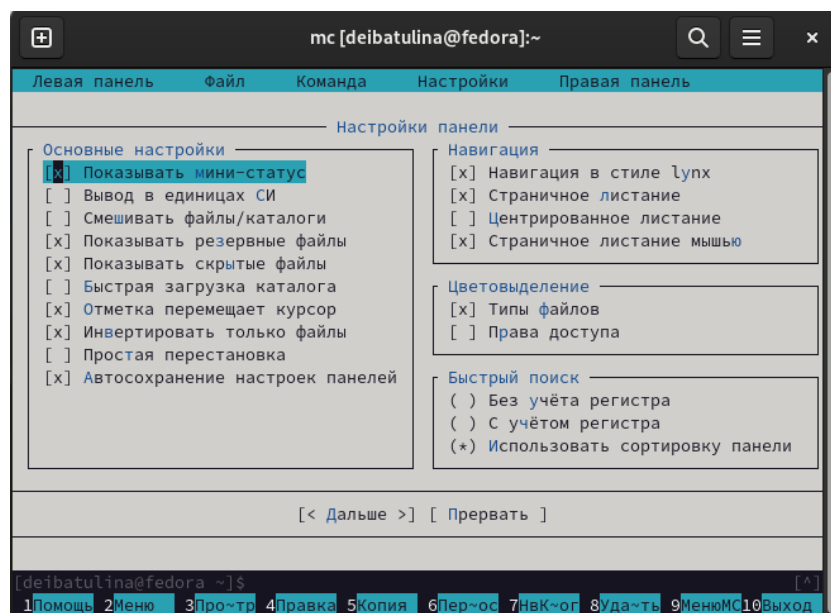 mc [deibatulina@fedora]:~
Левая панель Файл Команда Настройки Правая панель
Настройки панели
Основные настройки
[x] Показывать мини-статус
[ ] Вывод в единицах СИ
[ ] Смешивать файлы/каталоги
[x] Показывать резервные файлы
[x] Показывать скрытые файлы
[ ] Быстрая загрузка каталога
[x] Отметка перемещает курсор
[x] Инвертировать только файлы
[ ] Простая перестановка
[x] Автосохранение настроек панелей
Навигация
[x] Навигация в стиле lynx
[x] Страничное листание
[ ] Центрированное листание
[x] Страничное листание мышью
Цветовыделение
[x] Типы файлов
[ ] Права доступа
Быстрый поиск
( ) Без учёта регистра
( ) С учётом регистра
(*) Использовать сортировку панели
[< Дальше >] [ Прервать ]
[deibatulina@fedora ~]$ [^]
1Помощь 2Меню 3Про~тр 4Правка 5Копия 6Пер~ос 7НвК~ог 8Уда~ть 9МенюMC 10Выход